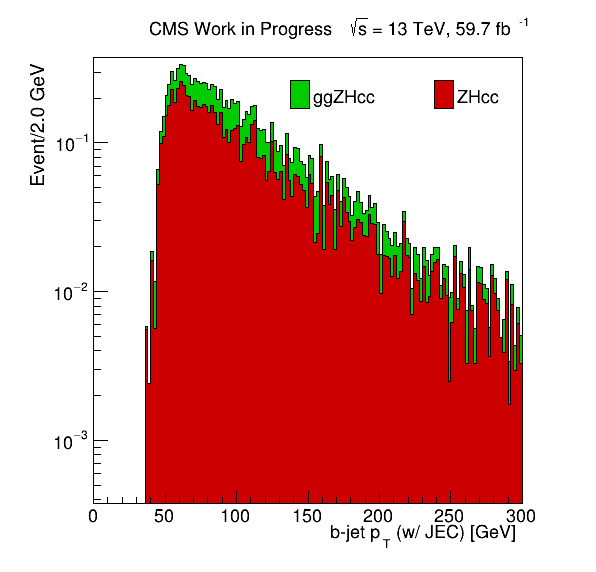 CMS Work in Progress √s = 13 TeV, 59.7 fb⁻¹
Event/2.0 GeV
ggZHcc ZHcc
10⁻¹
10⁻²
10⁻³
0 50 100 150 200 250 300
b-jet p_T (w/ JEC) [GeV]